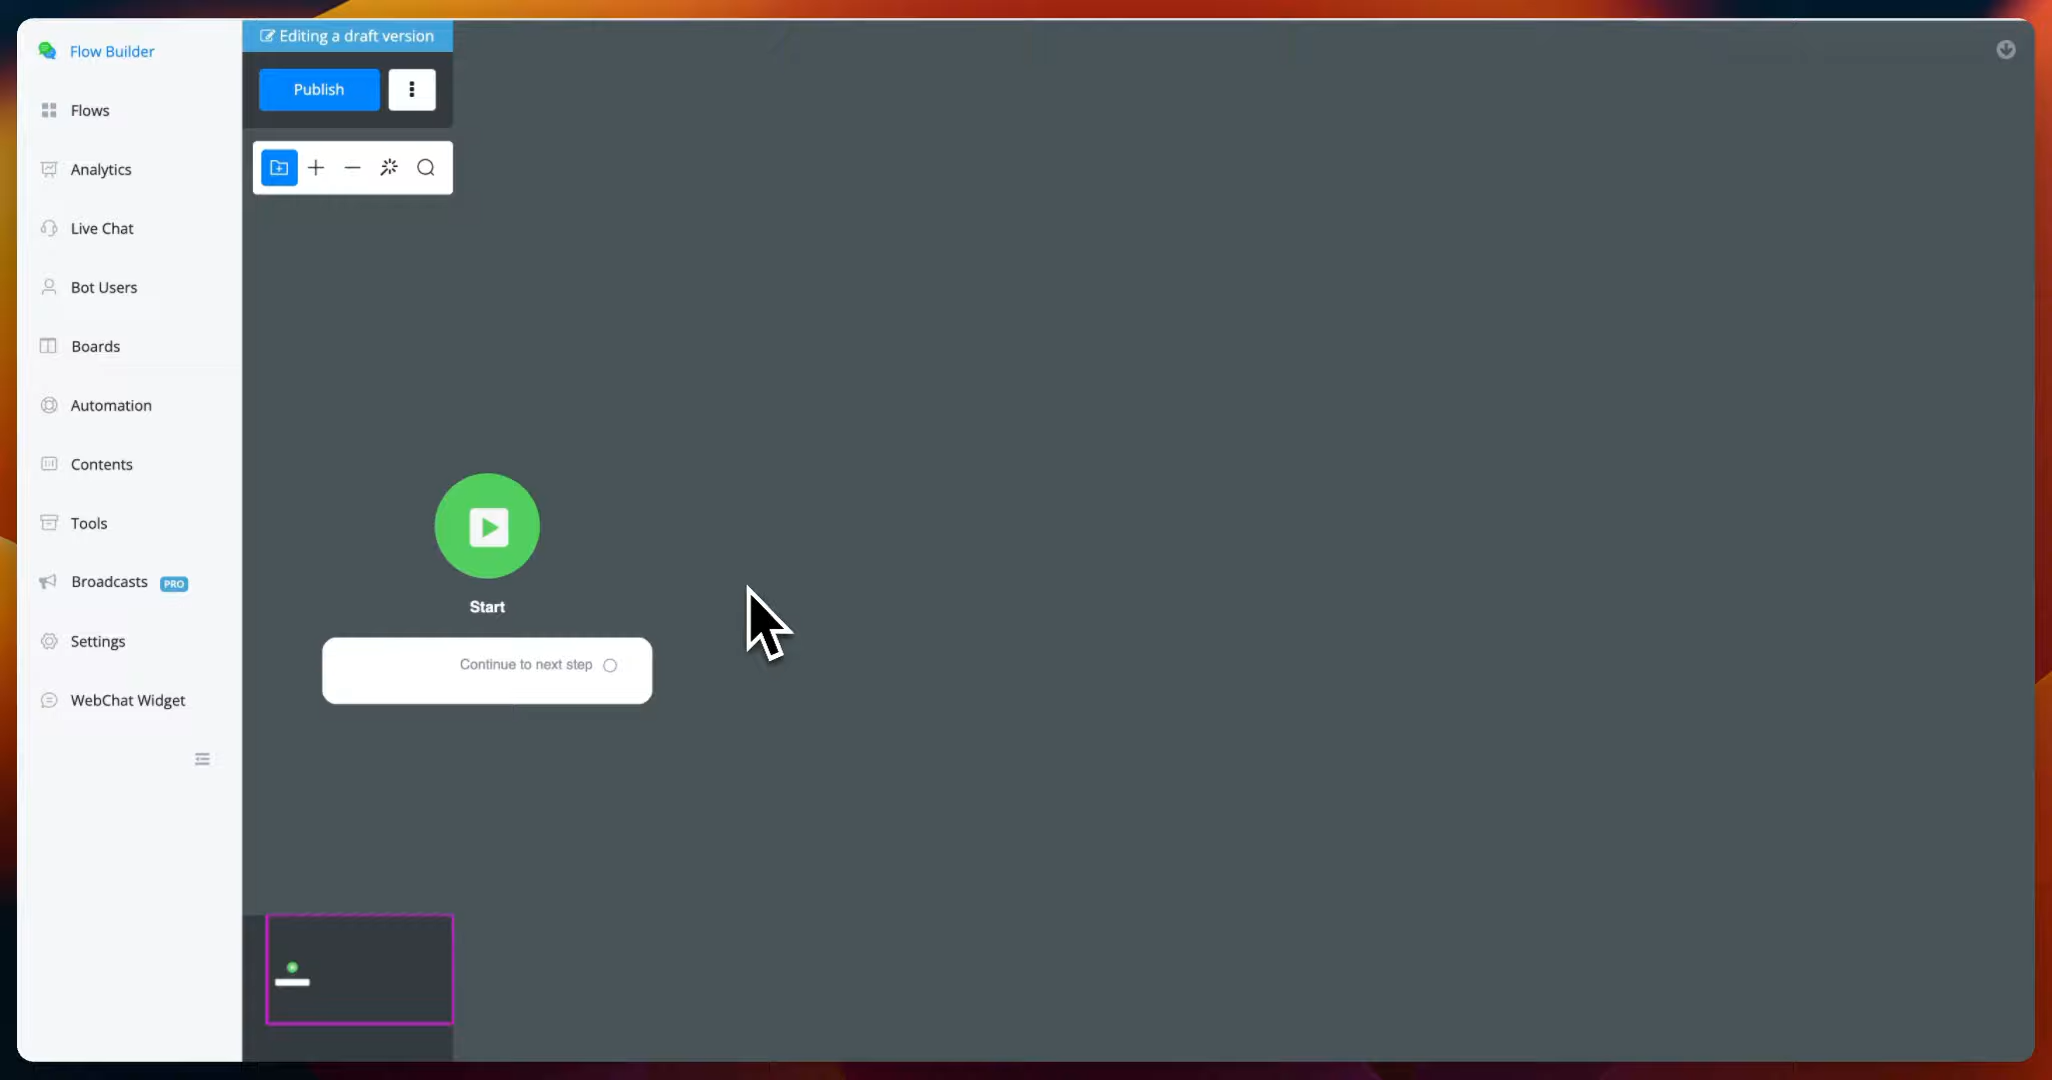 Flow Builder
Flows
Analytics
Live Chat
Bot Users
Boards
Automation
Contents
Tools
Broadcasts PRO
Settings
WebChat Widget
Editing a draft version
Publish
Start
Continue to next step